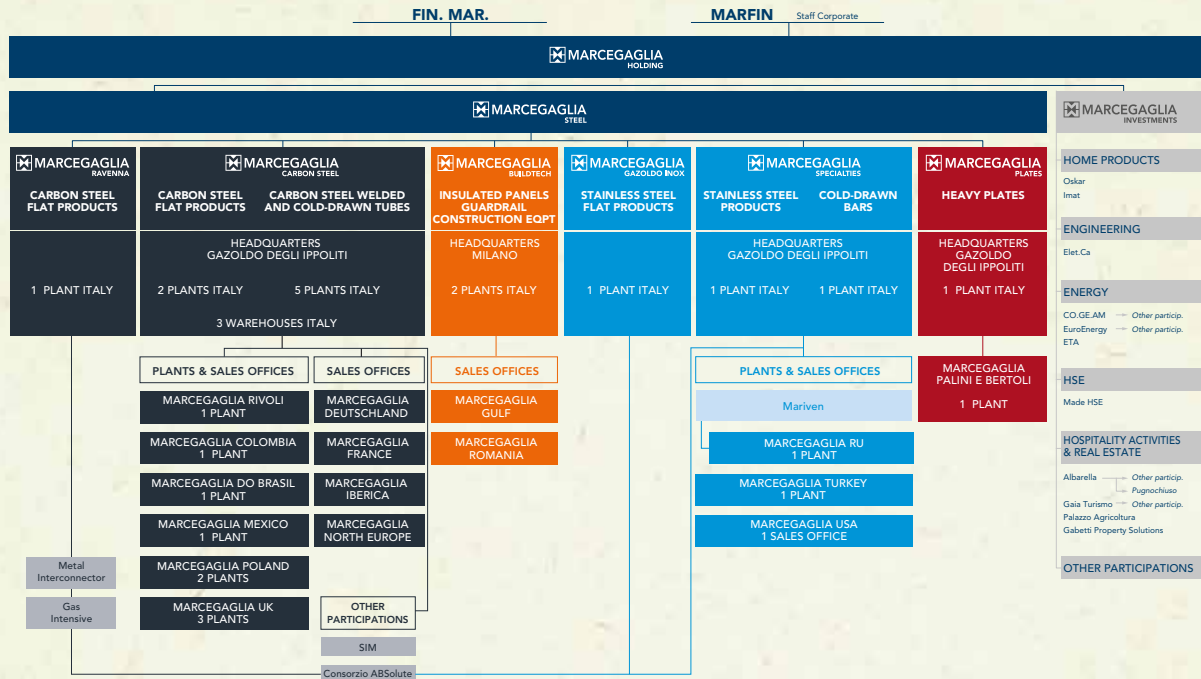 FIN. MAR.
MARFIN Staff Corporate
MARCEGAGLIA
HOLDING
MARCEGAGLIA
STEEL
MARCEGAGLIA
INVESTMENTS
MARCEGAGLIA
RAVENNA
CARBON STEEL
FLAT PRODUCTS
1 PLANT ITALY
MARCEGAGLIA
CARBON STEEL
CARBON STEEL
FLAT PRODUCTS
CARBON STEEL WELDED
AND COLD-DRAWN TUBES
HEADQUARTERS
GAZOLDO DEGLI IPPOLITI
2 PLANTS ITALY
5 PLANTS ITALY
3 WAREHOUSES ITALY
MARCEGAGLIA
BUILDTECH
INSULATED PANELS
GUARDRAIL
CONSTRUCTION EQPT
HEADQUARTERS
MILANO
2 PLANTS ITALY
MARCEGAGLIA
GAZOLDO INOX
STAINLESS STEEL
FLAT PRODUCTS
1 PLANT ITALY
MARCEGAGLIA
SPECIALTIES
STAINLESS STEEL
PRODUCTS
COLD-DRAWN
BARS
HEADQUARTERS
GAZOLDO DEGLI IPPOLITI
1 PLANT ITALY
1 PLANT ITALY
MARCEGAGLIA
PLATES
HEAVY PLATES
HEADQUARTERS
GAZOLDO
DEGLI IPPOLITI
1 PLANT ITALY
PLANTS & SALES OFFICES
MARCEGAGLIA RIVOLI
1 PLANT
MARCEGAGLIA COLOMBIA
1 PLANT
MARCEGAGLIA DO BRASIL
1 PLANT
MARCEGAGLIA MEXICO
1 PLANT
MARCEGAGLIA POLAND
2 PLANTS
MARCEGAGLIA UK
3 PLANTS
SALES OFFICES
MARCEGAGLIA
DEUTSCHLAND
MARCEGAGLIA
FRANCE
MARCEGAGLIA
IBERICA
MARCEGAGLIA
NORTH EUROPE
OTHER
PARTICIPATIONS
SIM
Consorzio ABSolute
Metal
Interconnector
Gas
Intensive
SALES OFFICES
MARCEGAGLIA
GULF
MARCEGAGLIA
ROMANIA
PLANTS & SALES OFFICES
Mariven
MARCEGAGLIA RU
1 PLANT
MARCEGAGLIA TURKEY
1 PLANT
MARCEGAGLIA USA
1 SALES OFFICE
MARCEGAGLIA
PALINI E BERTOLI
1 PLANT
HOME PRODUCTS
Oskar
Imat
ENGINEERING
Elet.Ca
ENERGY
CO.GE.AM Other particip.
EuroEnergy Other particip.
ETA
HSE
Made HSE
HOSPITALITY ACTIVITIES
& REAL ESTATE
Albarella Other particip.
Pugnochiuso
Gaia Turismo Other particip.
Palazzo Agricoltura
Gabetti Property Solutions
OTHER PARTICIPATIONS